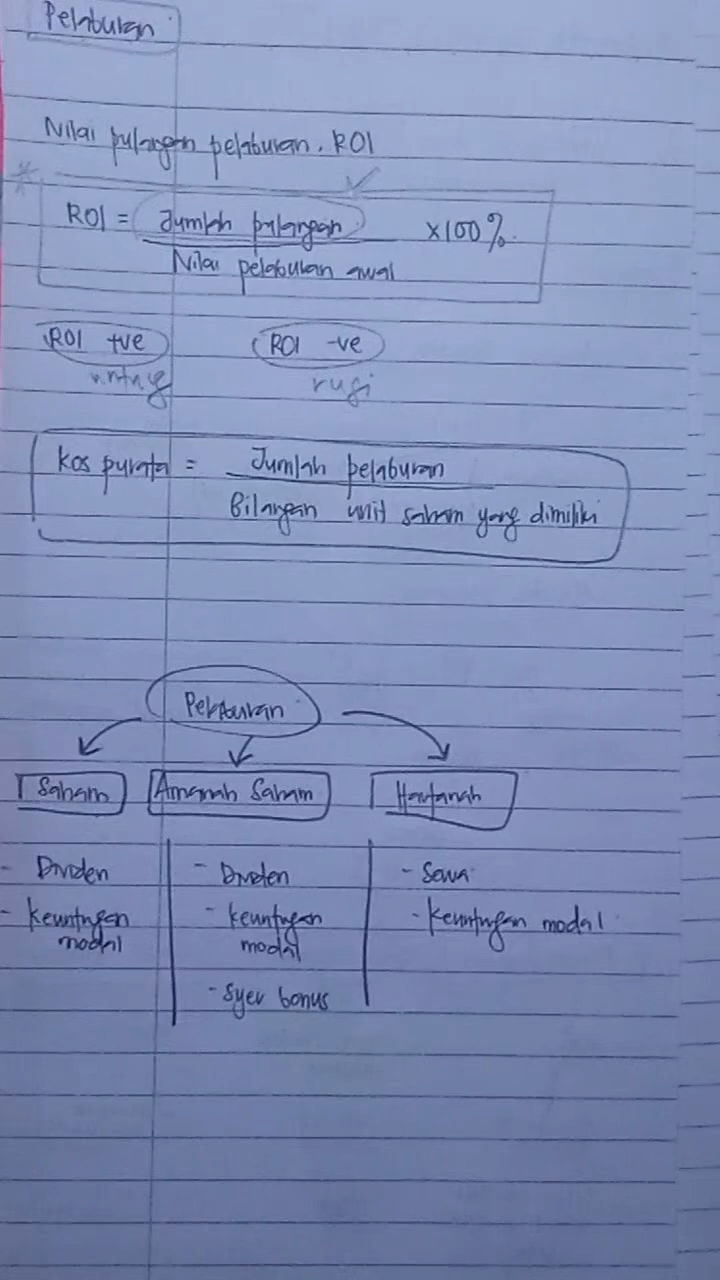 Pelaburan
Nilai pulangan pelaburan. ROI
ROI = Jumlah pulangan ×100%.
Nilai pelaburan awal
ROI +ve ROI -ve
untung rugi
Kos purata = Jumlah pelaburan
Bilangan unit saham yang dimiliki
Pelaburan
Saham Amanah Saham Hartanah
- Dividen - Dividen - Sewa
- Keuntungan - Keuntungan - Keuntungan modal
modal modal
- Syer bonus